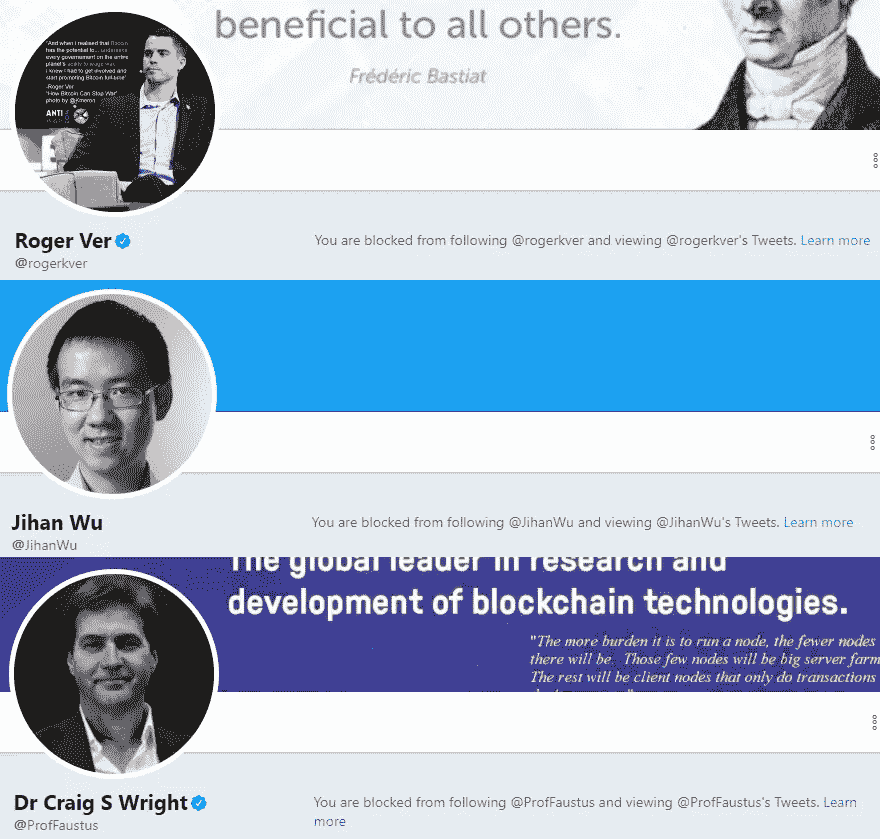 beneficial to all others.
Frédéric Bastiat
"And when I realised that Bitcoin
has the potential to... undermine
every government on the entire
planet's ability to wage war,
I knew I had to get involved and
start promoting Bitcoin full-time"
-Roger Ver
"How Bitcoin Can Stop War"
photo by @Kmeron
ANTI
Roger Ver
@rogerkver
You are blocked from following @rogerkver and viewing @rogerkver's Tweets. Learn more
Jihan Wu
@JihanWu
You are blocked from following @JihanWu and viewing @JihanWu's Tweets. Learn more
The global leader in research and
development of blockchain technologies.
"The more burden it is to run a node, the fewer nodes
there will be. Those few nodes will be big server farm
The rest will be client nodes that only do transactions
Dr Craig S Wright
@ProfFaustus
You are blocked from following @ProfFaustus and viewing @ProfFaustus's Tweets. Learn
more